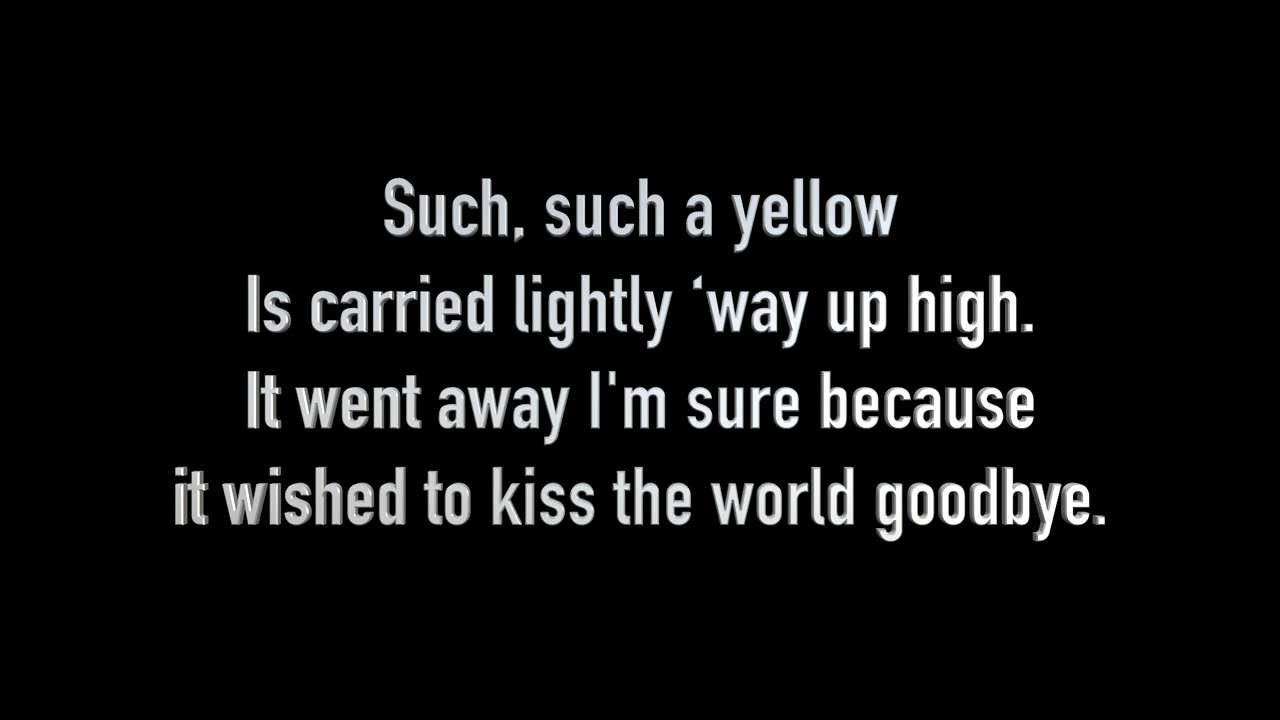 Such, such a yellow
Is carried lightly ‘way up high.
It went away I'm sure because
it wished to kiss the world goodbye.